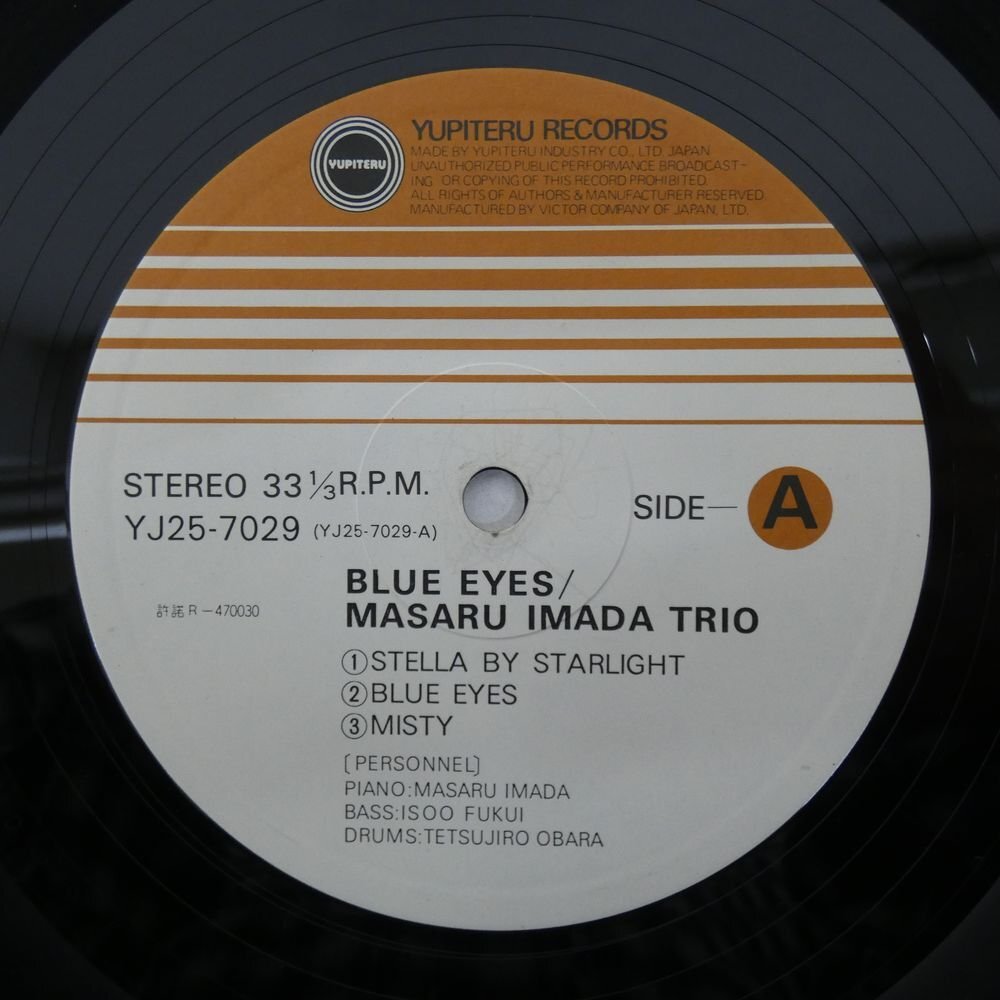 YUPITERU
YUPITERU RECORDS
MADE BY YUPITERU INDUSTRY CO., LTD. JAPAN
UNAUTHORIZED PUBLIC PERFORMANCE BROADCAST-
ING OR COPYING OF THIS RECORD PROHIBITED.
ALL RIGHTS OF AUTHORS & MANUFACTURER RESERVED.
MANUFACTURED BY VICTOR COMPANY OF JAPAN, LTD.
STEREO 33 1/3 R.P.M.
YJ25-7029 (YJ25-7029-A)
SIDE—A
許諾 R-470030
BLUE EYES/
MASARU IMADA TRIO
①STELLA BY STARLIGHT
②BLUE EYES
③MISTY
[PERSONNEL]
PIANO:MASARU IMADA
BASS:ISOO FUKUI
DRUMS:TETSUJIRO OBARA